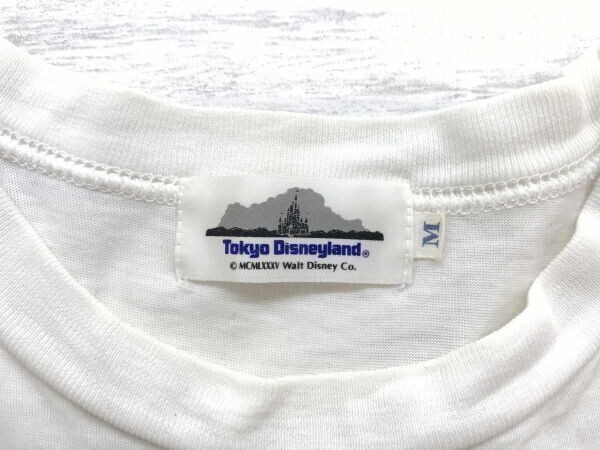 Tokyo Disneyland®
© MCMLXXXV Walt Disney Co.
M